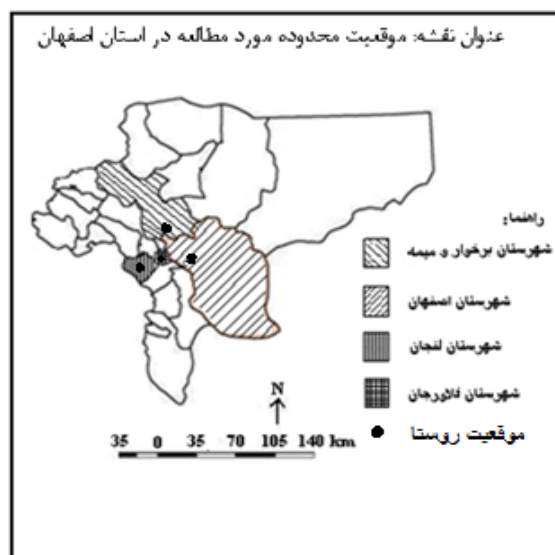 عنوان نقشه: موقعیت محدوده مورد مطالعه در استان اصفهان
راهنما:
شهرستان برخوار و میمه
شهرستان اصفهان
شهرستان لنجان
شهرستان فلاورجان
موقعیت روستا
N
35 0 35 70 105 140 km